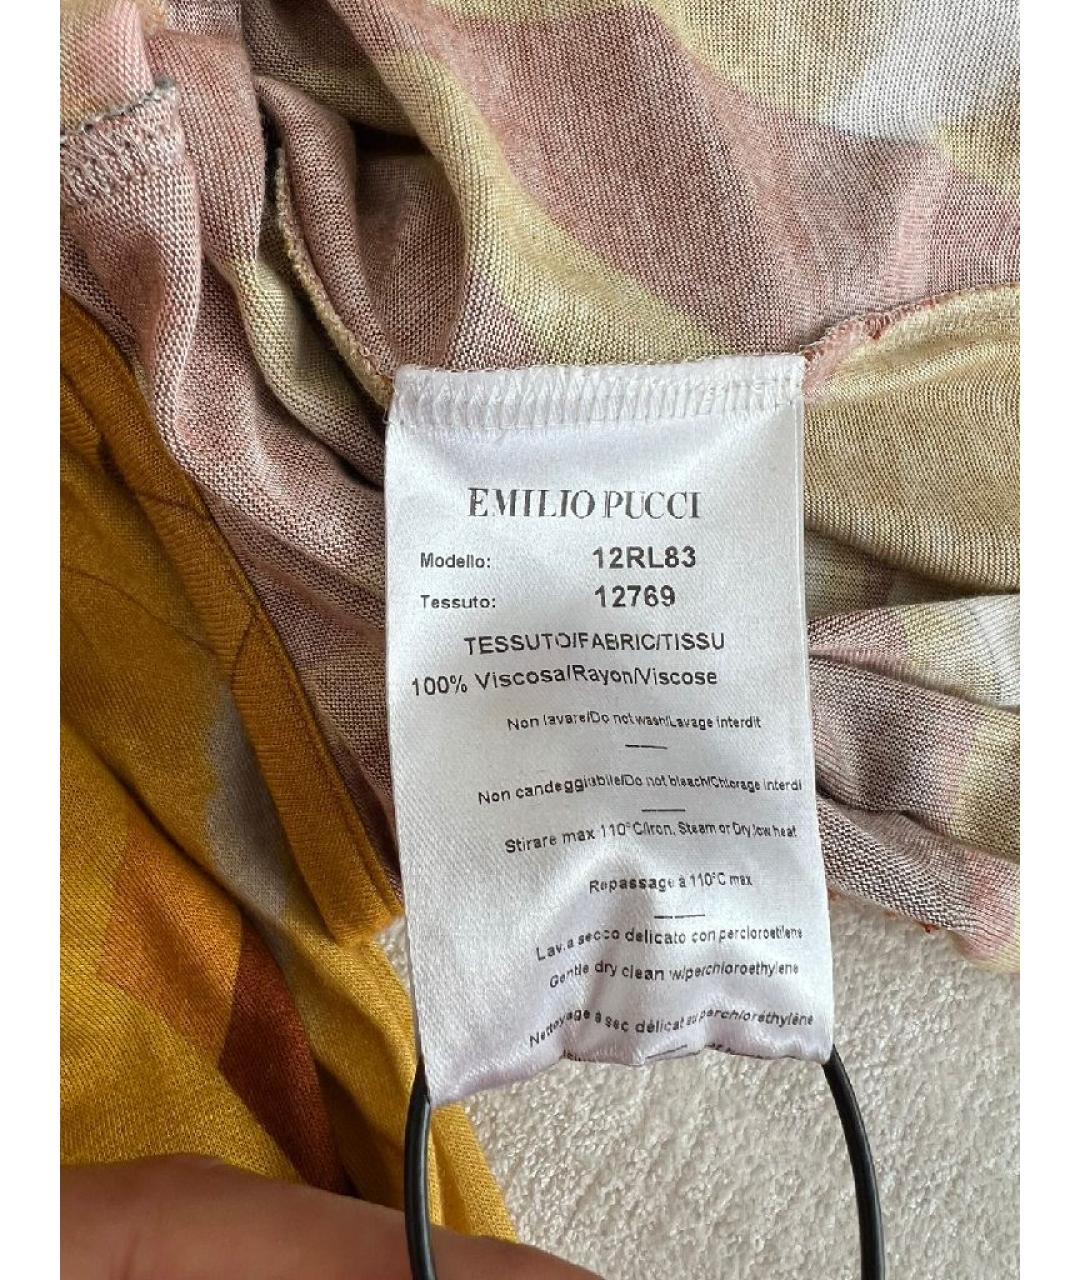 EMILIO PUCCI
Modello: 12RL83
Tessuto: 12769
TESSUTO/FABRIC/TISSU
100% Viscosa/Rayon/Viscose
Non lavare/Do not wash/Lavage interdit
Non candeggiabile/Do not bleach/Chlorage interdi
Stirare max 110°C/Iron, Steam or Dry, low heat
Repassage à 110°C max
Lav.a secco delicato con percloroetilene
Gentle dry clean w/perchloroethylene
Nettoyage à sec délicat au perchloréthylène